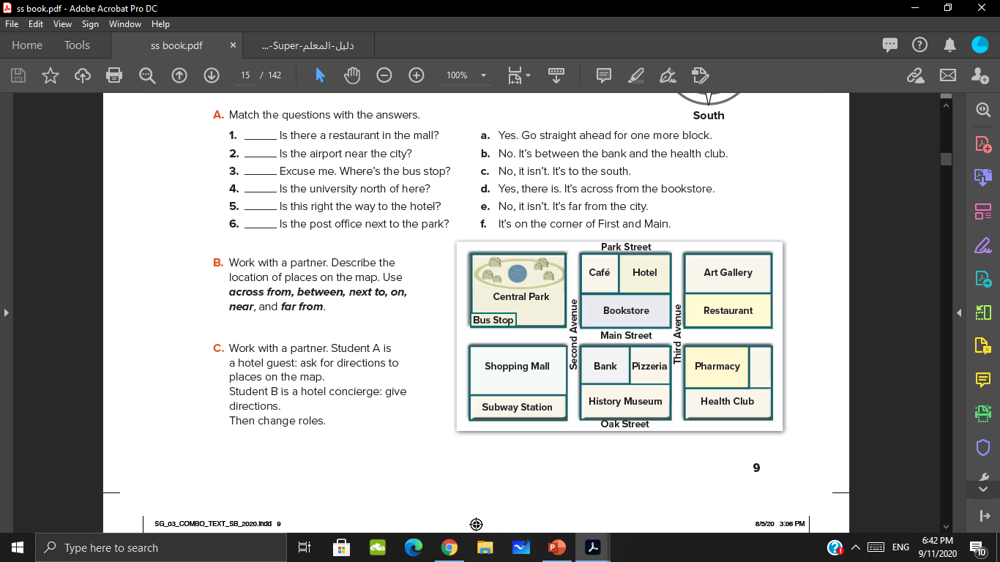 ss book.pdf - Adobe Acrobat Pro DC
File Edit View Sign Window Help
Home Tools ss book.pdf × ...-Super-دليل-المعلم
15 / 142 100%
South
A. Match the questions with the answers.
1. _____ Is there a restaurant in the mall?
2. _____ Is the airport near the city?
3. _____ Excuse me. Where's the bus stop?
4. _____ Is the university north of here?
5. _____ Is this right the way to the hotel?
6. _____ Is the post office next to the park?
a. Yes. Go straight ahead for one more block.
b. No. It's between the bank and the health club.
c. No, it isn't. It's to the south.
d. Yes, there is. It's across from the bookstore.
e. No, it isn't. It's far from the city.
f. It's on the corner of First and Main.
B. Work with a partner. Describe the
location of places on the map. Use
across from, between, next to, on,
near, and far from.
C. Work with a partner. Student A is
a hotel guest: ask for directions to
places on the map.
Student B is a hotel concierge: give
directions.
Then change roles.
Park Street
Central Park
Bus Stop
Second Avenue
Café
Hotel
Bookstore
Third Avenue
Art Gallery
Restaurant
Main Street
Shopping Mall
Subway Station
Bank
Pizzeria
History Museum
Pharmacy
Health Club
Oak Street
9
SG_03_COMBO_TEXT_SB_2020.indd 9
8/5/20 3:06 PM
Type here to search
ENG
6:42 PM
9/11/2020
10